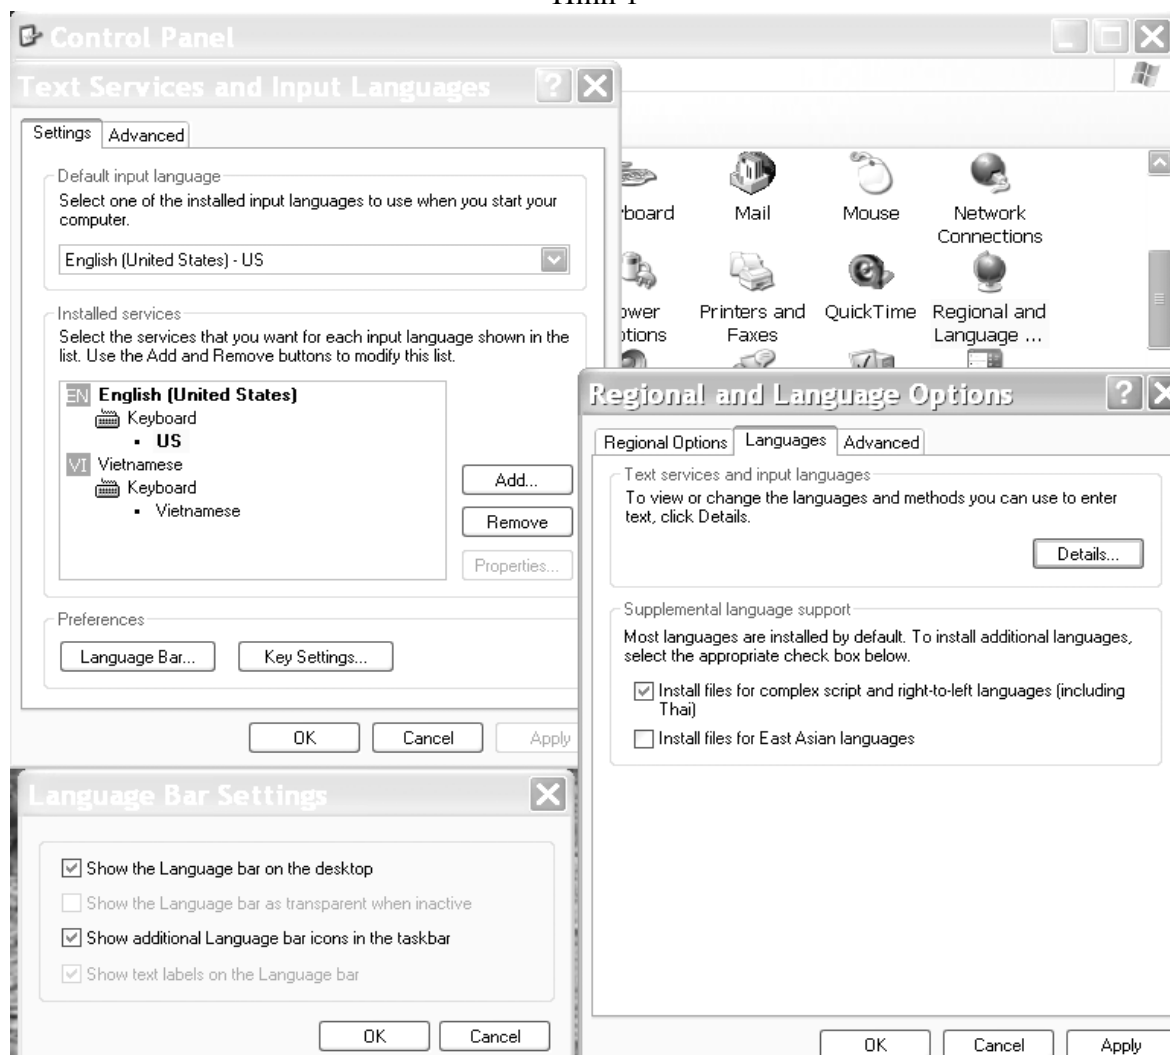 Control Panel
Text Services and Input Languages
Settings
Advanced
Default input language
Select one of the installed input languages to use when you start your
computer.
English (United States) - US
Installed services
Select the services that you want for each input language shown in the
list. Use the Add and Remove buttons to modify this list.
EN English (United States)
Keyboard
US
VI Vietnamese
Keyboard
Vietnamese
Add...
Remove
Properties...
Preferences
Language Bar...
Key Settings...
OK
Cancel
Apply
board
Mail
Mouse
Network
Connections
ower
tions
Printers and
Faxes
QuickTime
Regional and
Language ...
Regional and Language Options
Regional Options
Languages
Advanced
Text services and input languages
To view or change the languages and methods you can use to enter
text, click Details.
Details...
Supplemental language support
Most languages are installed by default. To install additional languages,
select the appropriate check box below.
Install files for complex script and right-to-left languages (including
Thai)
Install files for East Asian languages
OK
Cancel
Apply
Language Bar Settings
Show the Language bar on the desktop
Show the Language bar as transparent when inactive
Show additional Language bar icons in the taskbar
Show text labels on the Language bar
OK
Cancel